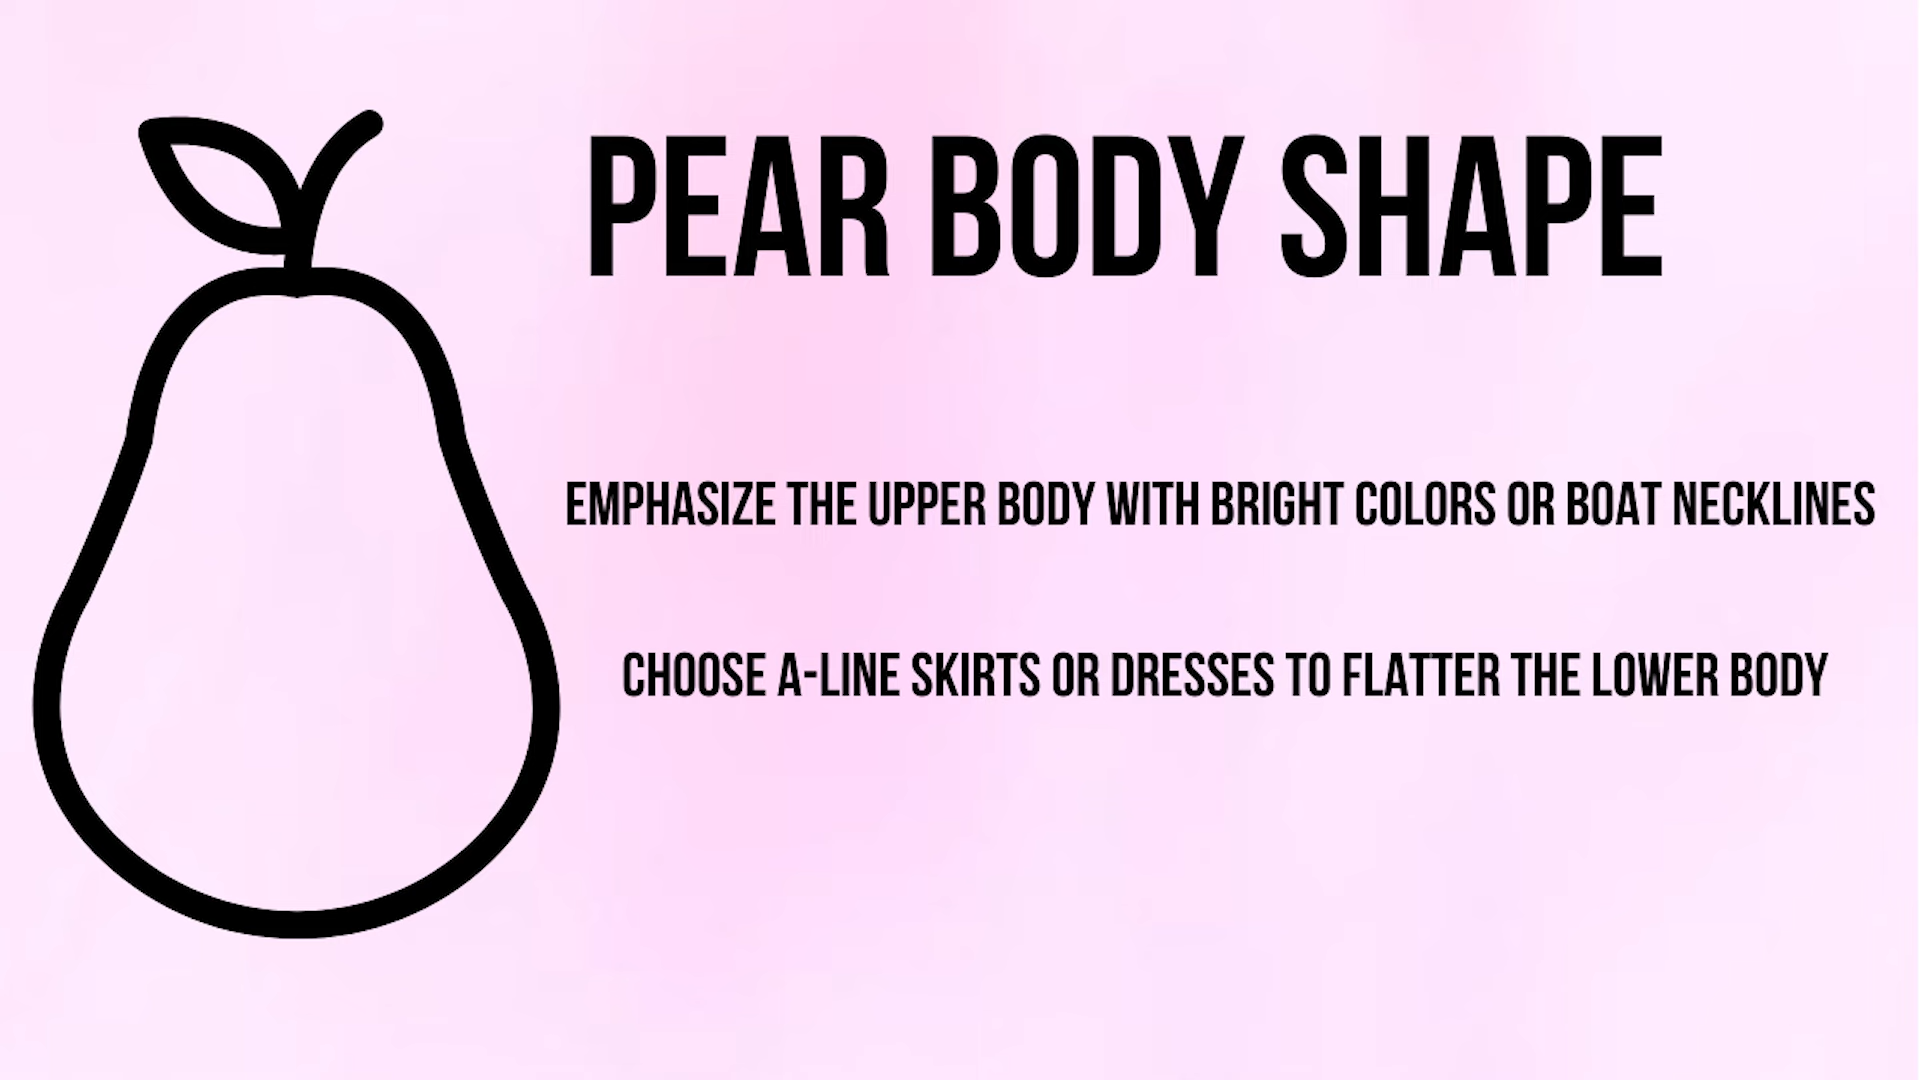 PEAR BODY SHAPE
EMPHASIZE THE UPPER BODY WITH BRIGHT COLORS OR BOAT NECKLINES
CHOOSE A-LINE SKIRTS OR DRESSES TO FLATTER THE LOWER BODY